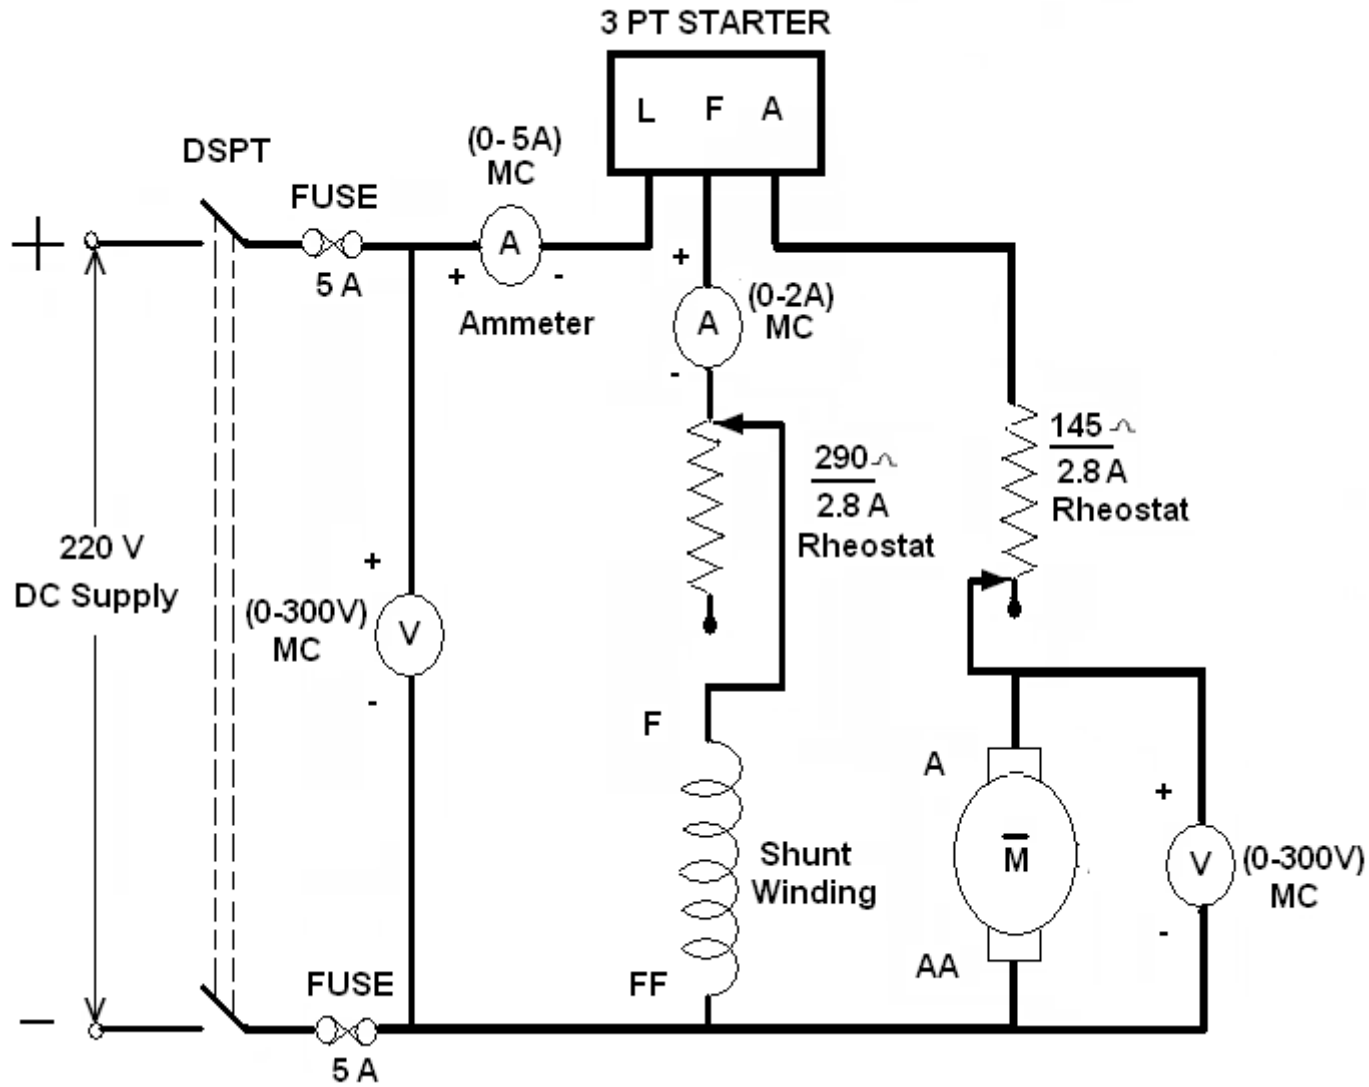 3 PT STARTER
L F A
DSPT
(0-5A)
MC
FUSE
+
A
5 A
+ -
Ammeter
+
A
(0-2A)
MC
-
290
2.8 A
Rheostat
145
2.8 A
Rheostat
220 V
DC Supply
+
(0-300V)
MC
V
-
F
Shunt
Winding
FF
A
M
AA
+
V
(0-300V)
MC
-
FUSE
5 A
-